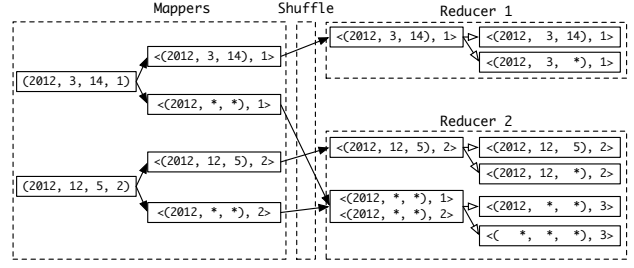 Mappers
Shuffle
Reducer 1
(2012, 3, 14, 1)
<(2012, 3, 14), 1>
<(2012, *, *), 1>
<(2012, 3, 14), 1>
<(2012, 3, 14), 1>
<(2012, 3, *), 1>
Reducer 2
(2012, 12, 5, 2)
<(2012, 12, 5), 2>
<(2012, *, *), 2>
<(2012, 12, 5), 2>
<(2012, *, *), 1>
<(2012, *, *), 2>
<(2012, 12, 5), 2>
<(2012, 12, *), 2>
<(2012, *, *), 3>
<( *, *, *), 3>